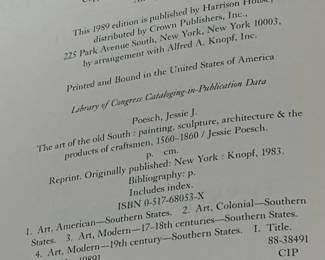 This 1989 edition is published by Harrison House,
distributed by Crown Publishers, Inc.,
225 Park Avenue South, New York, New York 10003,
by arrangement with Alfred A. Knopf, Inc.
Printed and Bound in the United States of America
Library of Congress Cataloging-in-Publication Data
Poesch, Jessie J.
The art of the old South : painting, sculpture, architecture & the
products of craftsmen, 1560-1860 / Jessie Poesch.
p. cm.
Reprint. Originally published: New York : Knopf, 1983.
Bibliography: p.
Includes index.
ISBN 0-517-68053-X
1. Art, American—Southern States. 2. Art, Colonial—Southern
States. 3. Art, Modern—17-18th centuries—Southern States.
4. Art, Modern—19th century—Southern States. I. Title.
88-38491
CIP